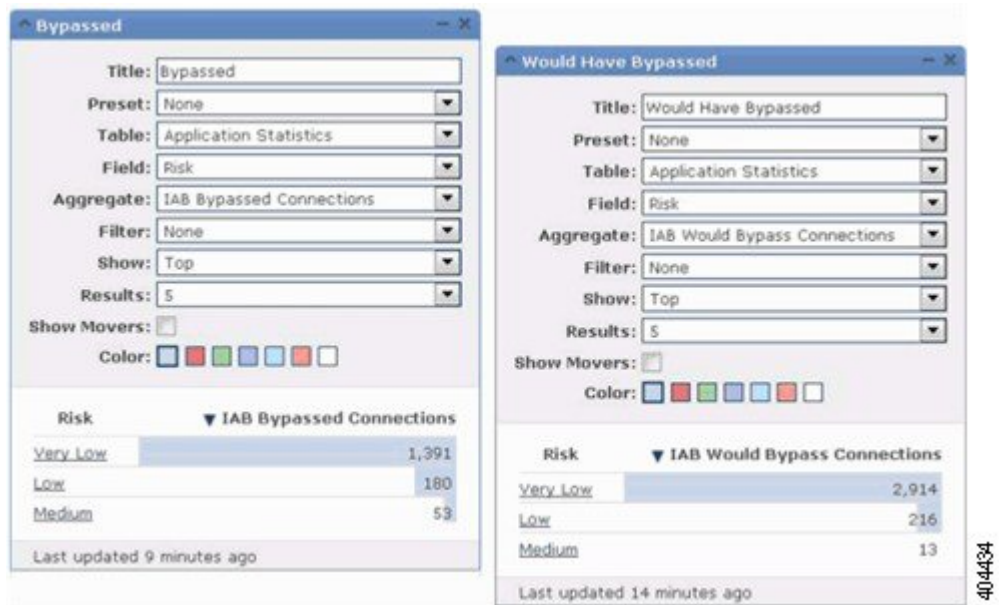 Bypassed
Title: Bypassed
Preset: None
Table: Application Statistics
Field: Risk
Aggregate: IAB Bypassed Connections
Filter: None
Show: Top
Results: 5
Show Movers:
Color:
Risk ▼ IAB Bypassed Connections
Very Low 1,391
Low 180
Medium 53
Last updated 9 minutes ago
Would Have Bypassed
Title: Would Have Bypassed
Preset: None
Table: Application Statistics
Field: Risk
Aggregate: IAB Would Bypass Connections
Filter: None
Show: Top
Results: 5
Show Movers:
Color:
Risk ▼ IAB Would Bypass Connections
Very Low 2,914
Low 216
Medium 13
Last updated 14 minutes ago
404434